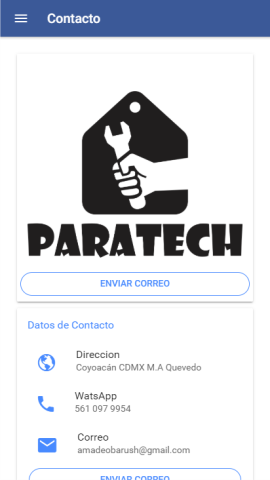 Contacto
PARATECH
ENVIAR CORREO
Datos de Contacto
Direccion
Coyoacán CDMX M.A Quevedo
WatsApp
561 097 9954
Correo
amadeobarush@gmail.com
ENVIAR CORREO